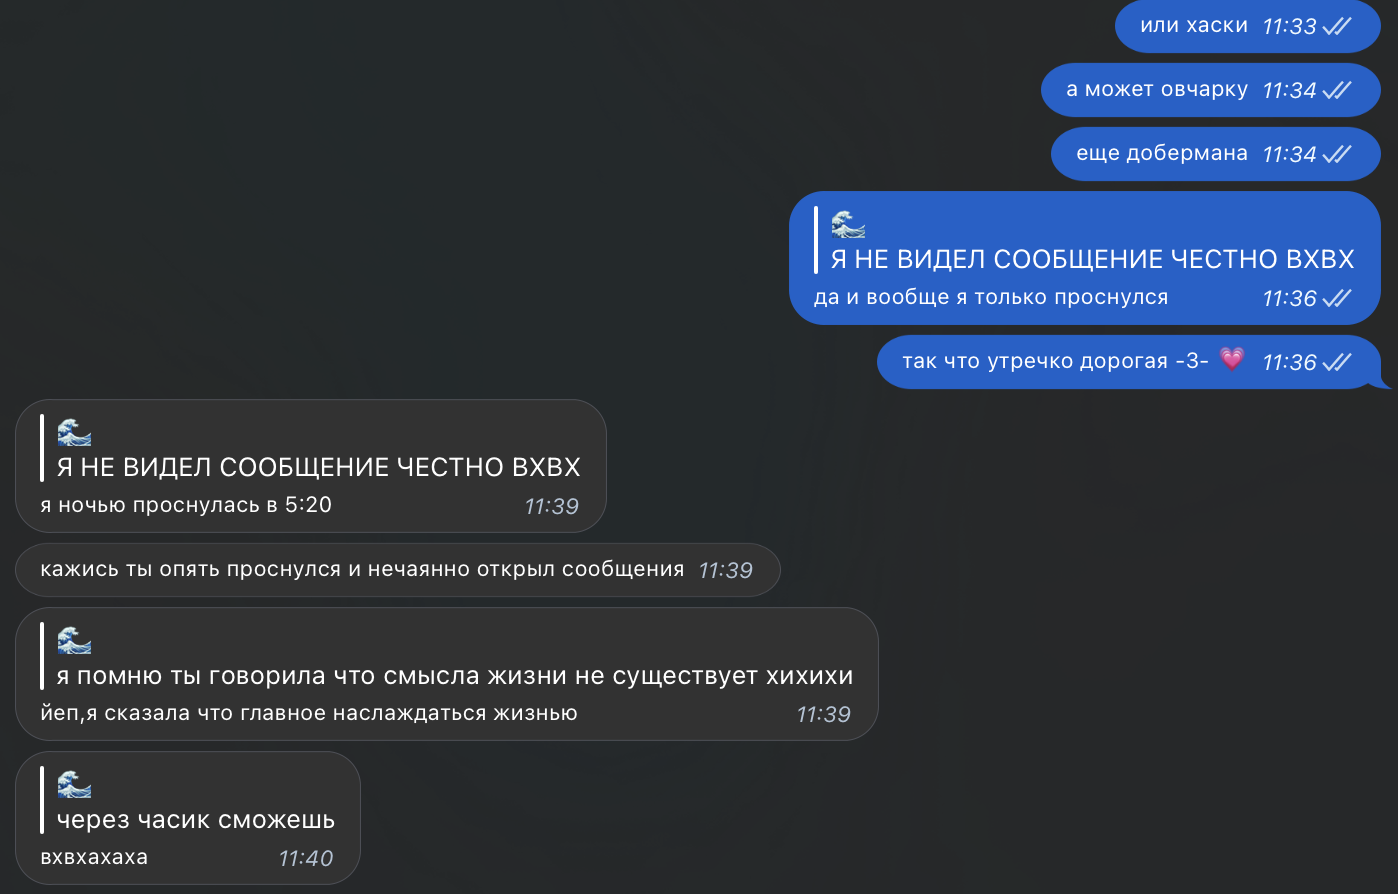 или хаски 11:33
а может овчарку 11:34
еще добермана 11:34
🌊
Я НЕ ВИДЕЛ СООБЩЕНИЕ ЧЕСТНО ВХВХ
да и вообще я только проснулся 11:36
так что утречко дорогая -3- 💗 11:36
🌊
Я НЕ ВИДЕЛ СООБЩЕНИЕ ЧЕСТНО ВХВХ
я ночью проснулась в 5:20 11:39
кажись ты опять проснулся и нечаянно открыл сообщения 11:39
🌊
я помню ты говорила что смысла жизни не существует хихихи
йеп,я сказала что главное наслаждаться жизнью 11:39
🌊
через часик сможешь
вхвхахаха 11:40